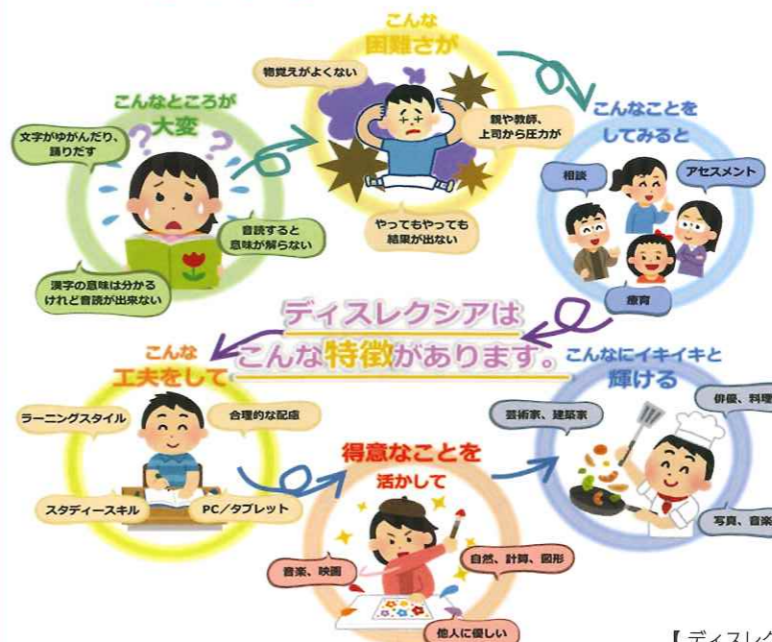 こんなところが
大変
文字がゆがんだり、
踊りだす
音読すると
意味が解らない
漢字の意味は分かる
けれど音読が出来ない
こんな
困難さが
物覚えがよくない
親や教師、
上司から圧力が
やってもやっても
結果が出ない
こんなことを
してみると
相談
アセスメント
療育
ディスレクシアは
こんな特徴があります。
こんな
工夫をして
ラーニングスタイル
合理的な配慮
スタディースキル
PC/タブレット
得意なことを
活かして
音楽、映画
自然、計算、図形
他人に優しい
こんなにイキイキと
輝ける
芸術家、建築家
俳優、料理
写真、音楽
【ディスレク